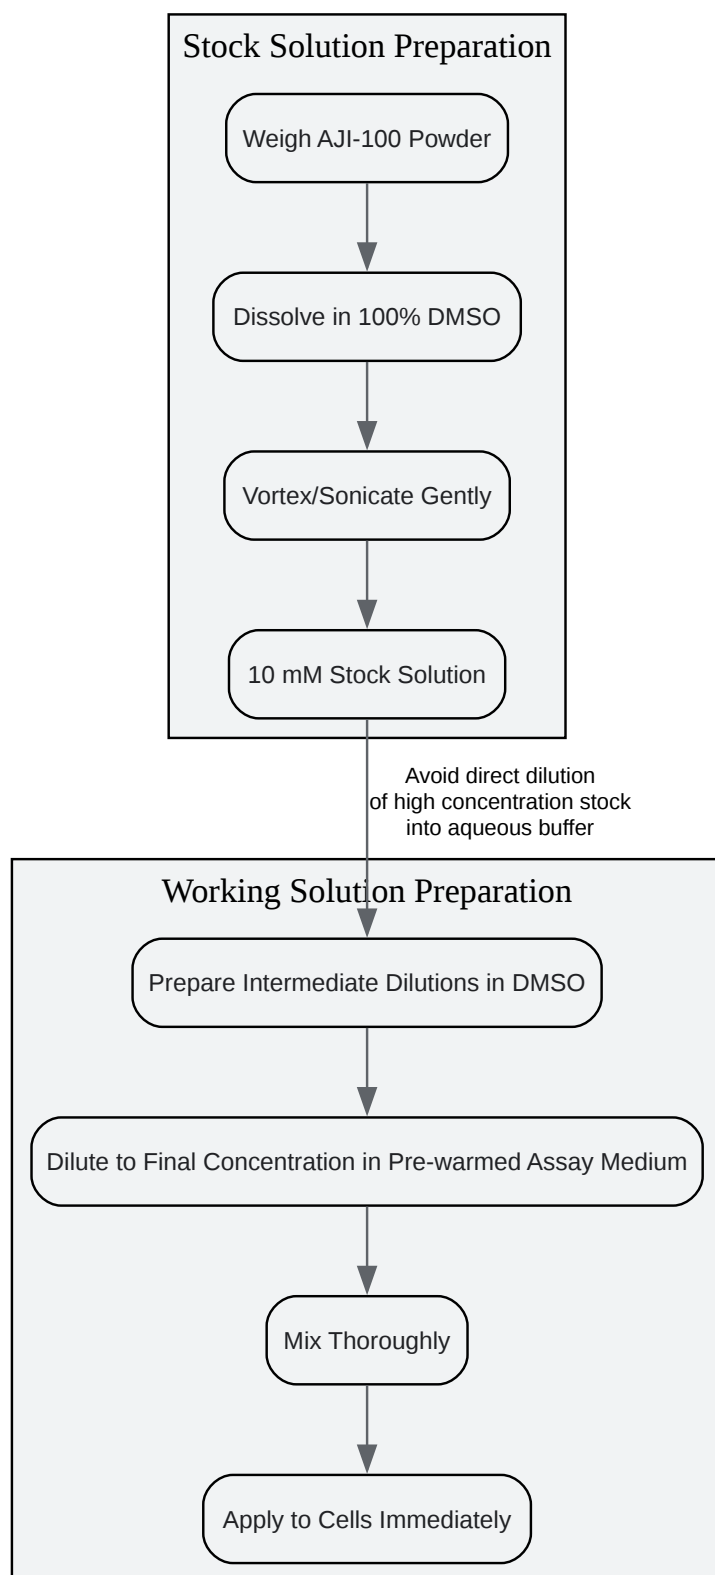 Stock Solution Preparation
Weigh AJI-100 Powder
Dissolve in 100% DMSO
Vortex/Sonicate Gently
10 mM Stock Solution
Avoid direct dilution
of high concentration stock
into aqueous buffer
Working Solution Preparation
Prepare Intermediate Dilutions in DMSO
Dilute to Final Concentration in Pre-warmed Assay Medium
Mix Thoroughly
Apply to Cells Immediately